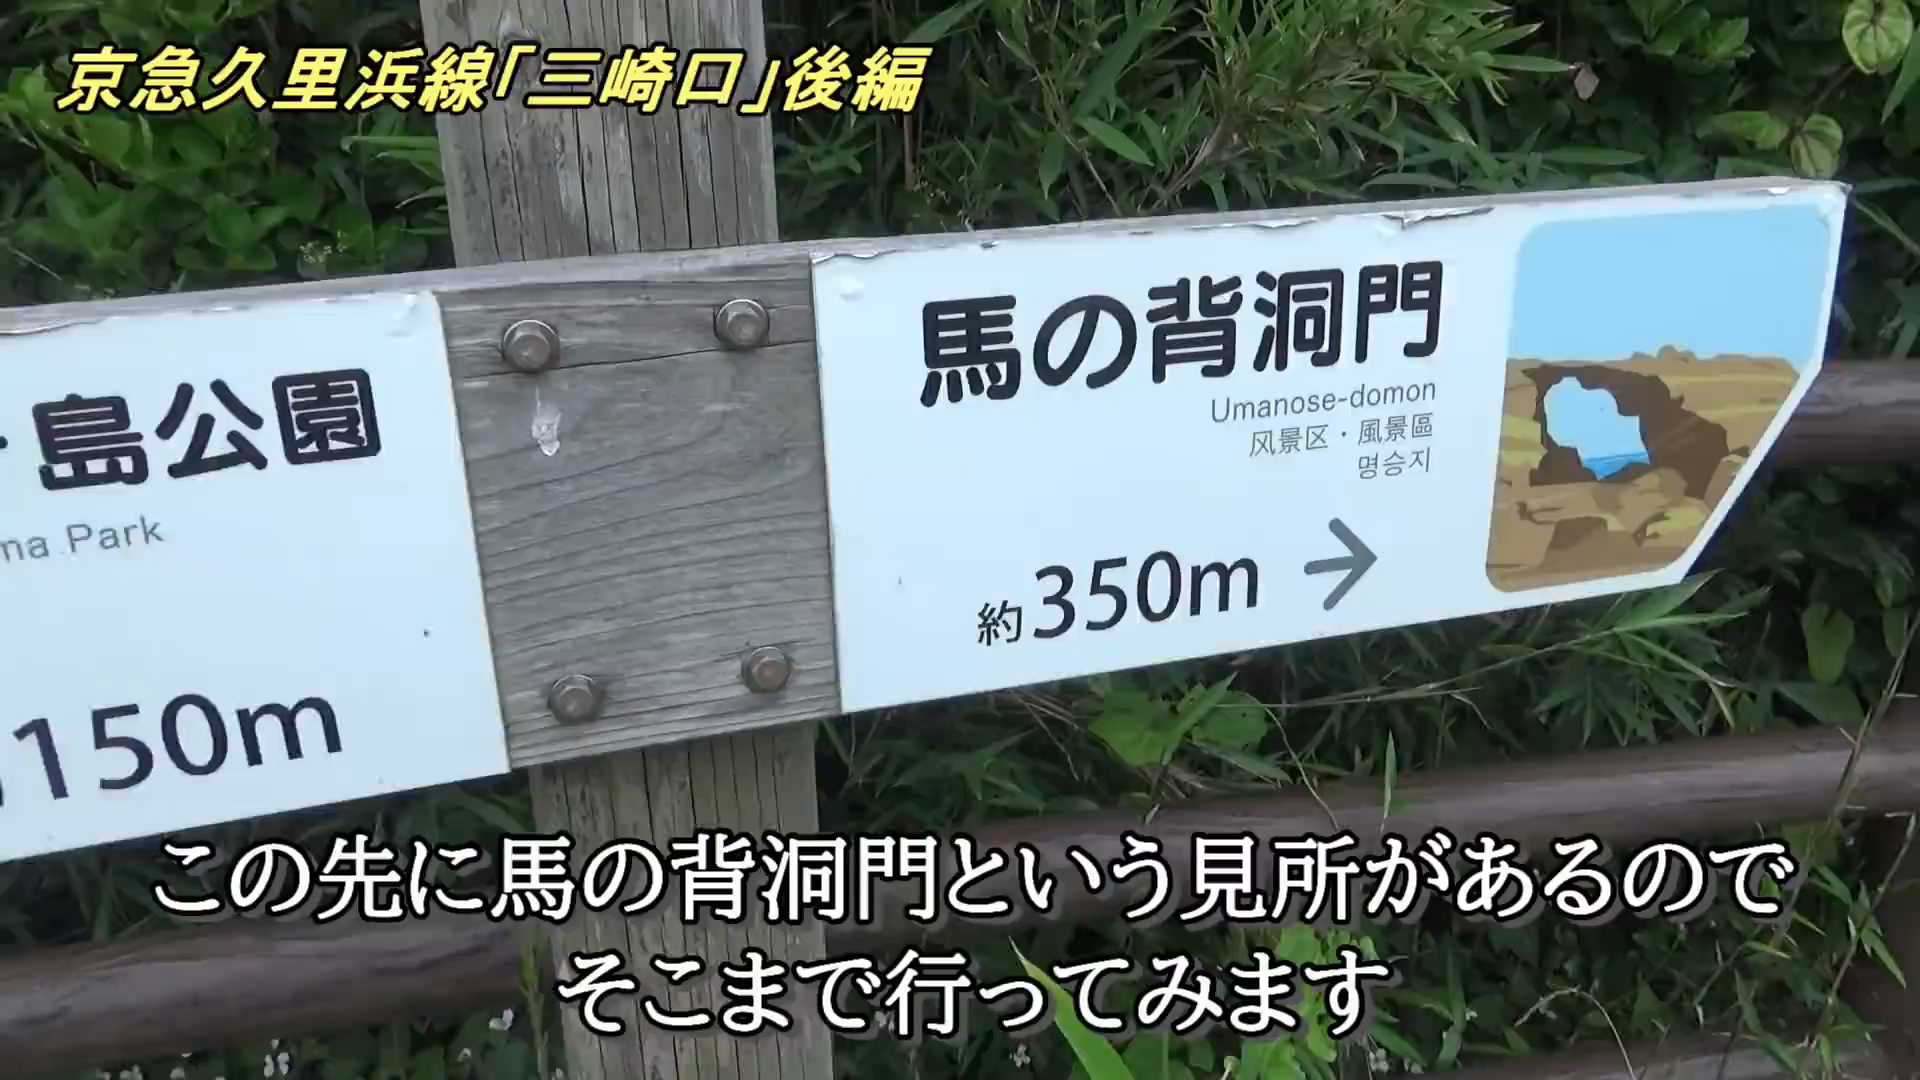 京急久里浜線「三崎口」後編
島公園
Park
150m
馬の背洞門
Umanose-domon
风景区・風景區
명승지
約350m →
この先に馬の背洞門という見所があるので
そこまで行ってみます